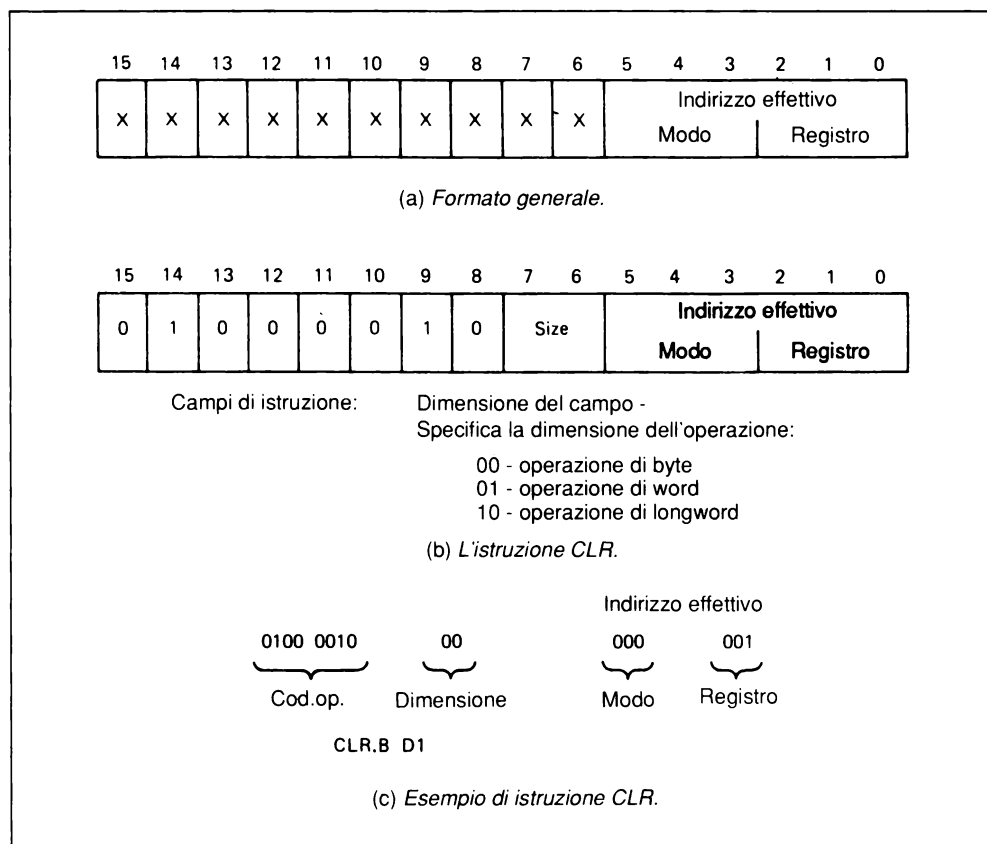 15 14 13 12 11 10 9 8 7 6 5 4 3 2 1 0
Indirizzo effettivo
X X X X X X X X X X
Modo Registro
(a) Formato generale.
15 14 13 12 11 10 9 8 7 6 5 4 3 2 1 0
Indirizzo effettivo
0 1 0 0 0 0 1 0 Size
Modo Registro
Campi di istruzione: Dimensione del campo -
Specifica la dimensione dell'operazione:
00 - operazione di byte
01 - operazione di word
10 - operazione di longword
(b) L'istruzione CLR.
Indirizzo effettivo
0100 0010 00 000 001
Cod.op. Dimensione Modo Registro
CLR.B D1
(c) Esempio di istruzione CLR.